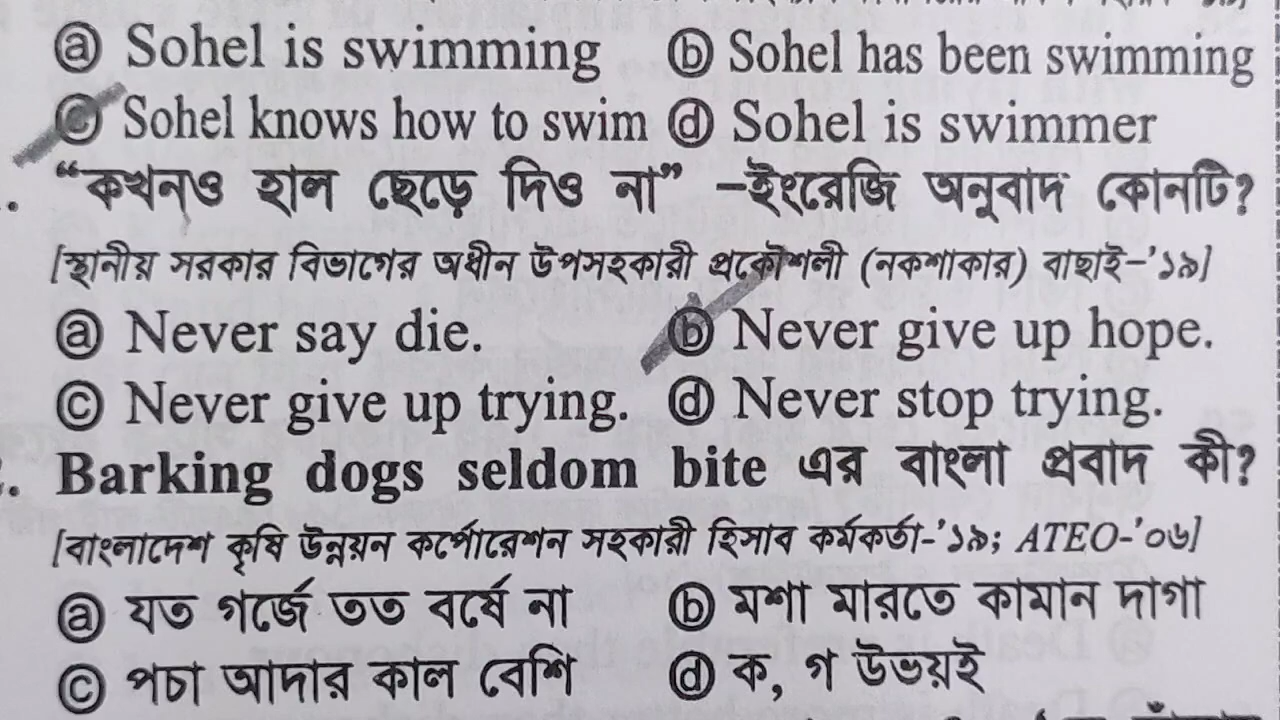 ⓐ Sohel is swimming ⓑ Sohel has been swimming
ⓒ Sohel knows how to swim ⓓ Sohel is swimmer
. “কখনও হাল ছেড়ে দিও না” –ইংরেজি অনুবাদ কোনটি?
[স্থানীয় সরকার বিভাগের অধীন উপসহকারী প্রকৌশলী (নকশাকার) বাছাই–’১৯]
ⓐ Never say die. ⓑ Never give up hope.
ⓒ Never give up trying. ⓓ Never stop trying.
. Barking dogs seldom bite এর বাংলা প্রবাদ কী?
[বাংলাদেশ কৃষি উন্নয়ন কর্পোরেশন সহকারী হিসাব কর্মকর্তা-’১৯; ATEO-’০৬]
ⓐ যত গর্জে তত বর্ষে না ⓑ মশা মারতে কামান দাগা
ⓒ পচা আদার কাল বেশি ⓓ ক, গ উভয়ই